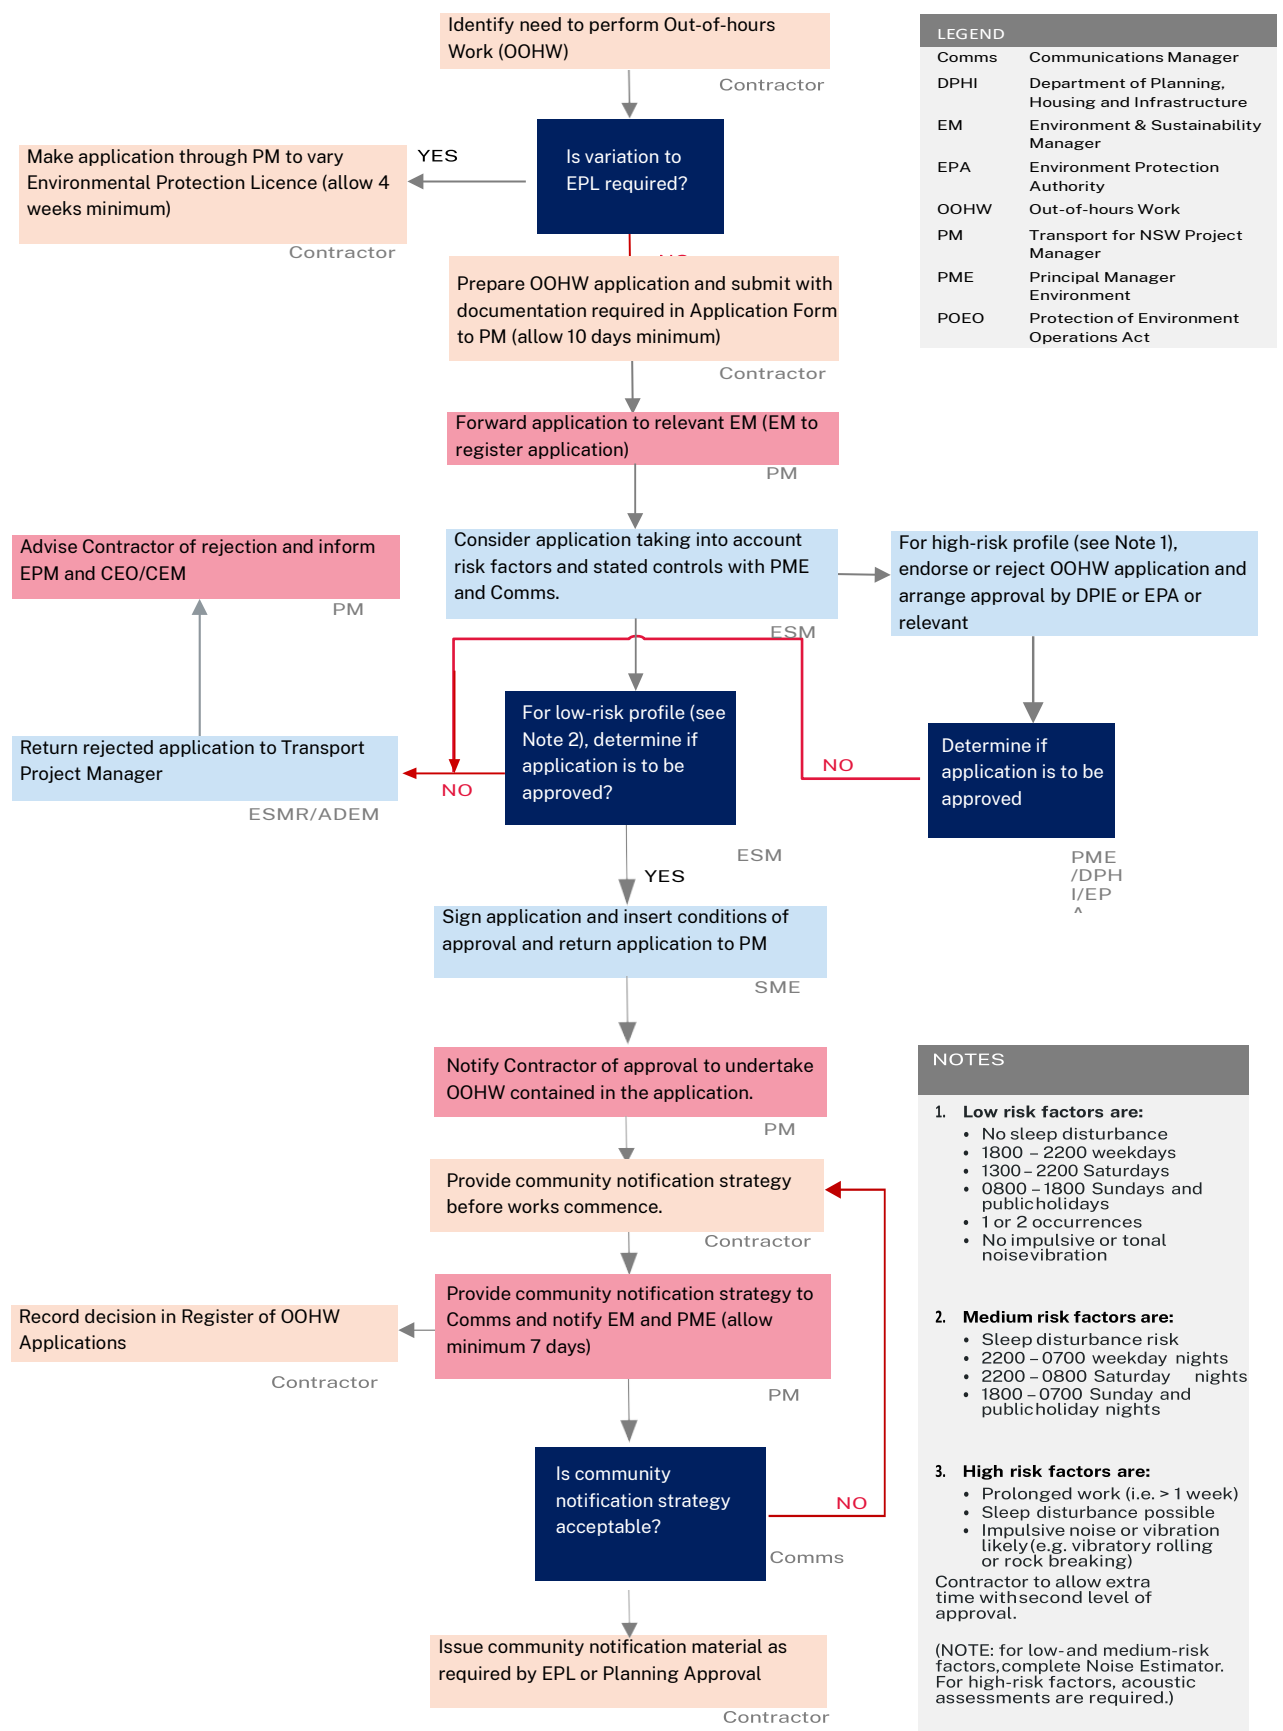 Identify need to perform Out-of-hours
Work (OOHW)
Contractor
LEGEND
Comms Communications Manager
DPHI Department of Planning,
Housing and Infrastructure
EM Environment & Sustainability
Manager
EPA Environment Protection
Authority
OOHW Out-of-hours Work
PM Transport for NSW Project
Manager
PME Principal Manager
Environment
POEO Protection of Environment
Operations Act
Is variation to
EPL required?
YES
Make application through PM to vary
Environmental Protection Licence (allow 4
weeks minimum)
Contractor
Prepare OOHW application and submit with
documentation required in Application Form
to PM (allow 10 days minimum)
Contractor
Forward application to relevant EM (EM to
register application)
PM
Consider application taking into account
risk factors and stated controls with PME
and Comms.
ESM
For high-risk profile (see Note 1),
endorse or reject OOHW application and
arrange approval by DPIE or EPA or
relevant
Advise Contractor of rejection and inform
EPM and CEO/CEM
PM
For low-risk profile (see
Note 2), determine if
application is to be
approved?
ESM
NO
Return rejected application to Transport
Project Manager
ESMR/ADEM
NO
Determine if
application is to be
approved
PME
/DPH
I/EP
A
YES
Sign application and insert conditions of
approval and return application to PM
SME
Notify Contractor of approval to undertake
OOHW contained in the application.
PM
Provide community notification strategy
before works commence.
Contractor
Provide community notification strategy to
Comms and notify EM and PME (allow
minimum 7 days)
PM
Record decision in Register of OOHW
Applications
Contractor
Is community
notification strategy
acceptable?
NO
Comms
Issue community notification material as
required by EPL or Planning Approval
Contractor
NOTES
1. Low risk factors are:
• No sleep disturbance
• 1800 – 2200 weekdays
• 1300 – 2200 Saturdays
• 0800 – 1800 Sundays and
publicholidays
• 1 or 2 occurrences
• No impulsive or tonal
noisevibration
2. Medium risk factors are:
• Sleep disturbance risk
• 2200 – 0700 weekday nights
• 2200 – 0800 Saturday nights
• 1800 – 0700 Sunday and
publicholiday nights
3. High risk factors are:
• Prolonged work (i.e. > 1 week)
• Sleep disturbance possible
• Impulsive noise or vibration
likely (e.g. vibratory rolling
or rock breaking)
Contractor to allow extra
time withsecond level of
approval.
(NOTE: for low- and medium-risk
factors, complete Noise Estimator.
For high-risk factors, acoustic
assessments are required.)